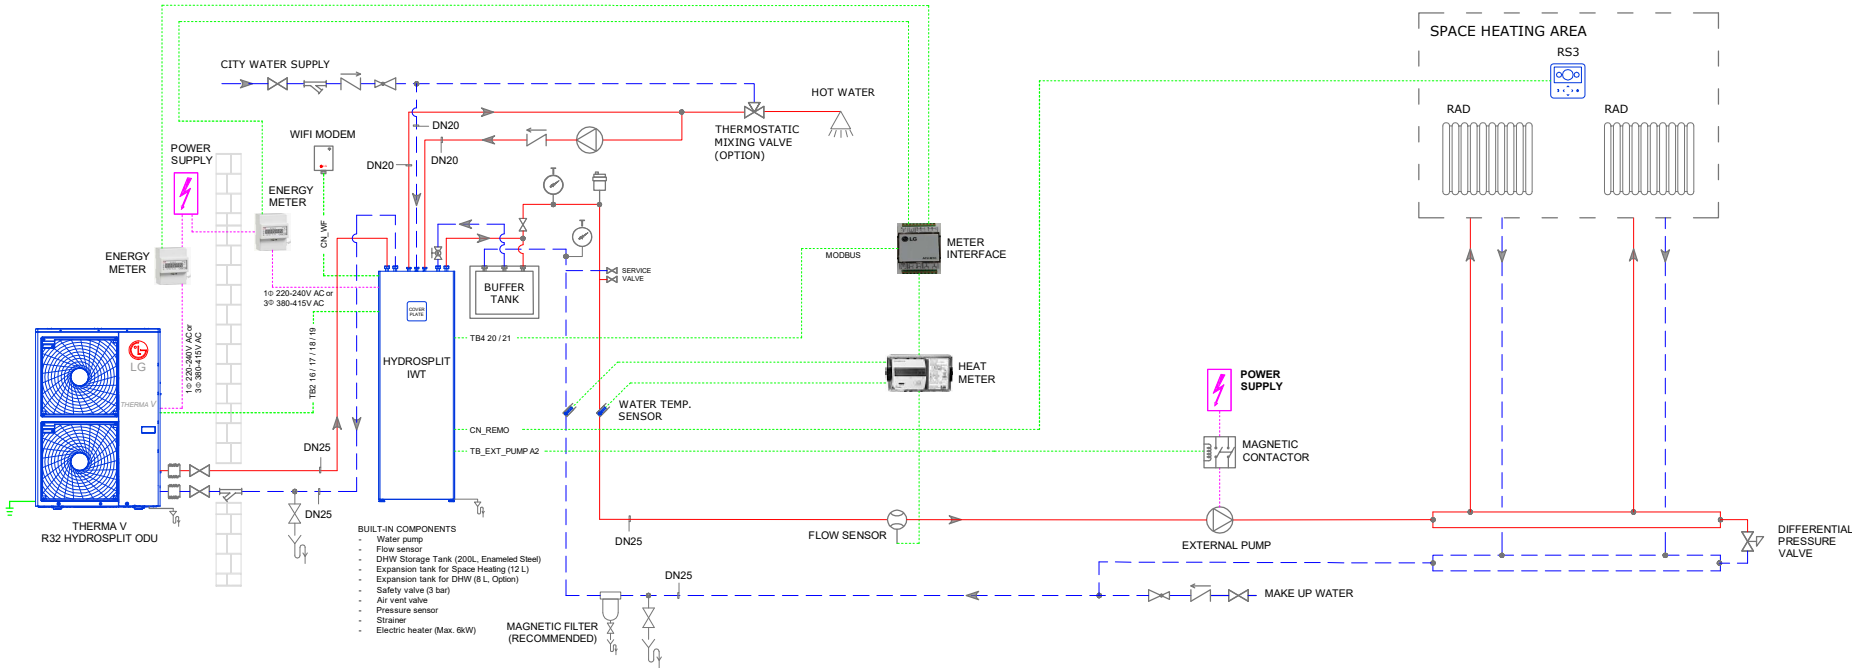 SPACE HEATING AREA
RS3
RAD
RAD
CITY WATER SUPPLY
HOT WATER
THERMOSTATIC
MIXING VALVE
(OPTION)
DN20
DN20
DN20
WIFI MODEM
POWER
SUPPLY
ENERGY
METER
CN_WF
ENERGY
METER
LG
METER
INTERFACE
MODBUS
SERVICE
VALVE
BUFFER
TANK
1Φ 220-240V AC or
3Φ 380-415V AC
COVER
PLATE
TB4 20 / 21
HYDROSPLIT
IWT
1Φ 220-240V AC or
3Φ 380-415V AC
TB2 16 / 17 / 18 / 19
LG
THERMA V
HEAT
METER
WATER TEMP.
SENSOR
POWER
SUPPLY
CN_REMO
TB_EXT_PUMP A2
MAGNETIC
CONTACTOR
DN25
DN25
THERMA V
R32 HYDROSPLIT ODU
DN25
FLOW SENSOR
EXTERNAL PUMP
DIFFERENTIAL
PRESSURE
VALVE
BUILT-IN COMPONENTS
- Water pump
- Flow sensor
- DHW Storage Tank (200L, Enameled Steel)
- Expansion tank for Space Heating (12 L)
- Expansion tank for DHW (8 L, Option)
- Safety valve (3 bar)
- Air vent valve
- Pressure sensor
- Strainer
- Electric heater (Max. 6kW)
DN25
MAKE UP WATER
MAGNETIC FILTER
(RECOMMENDED)